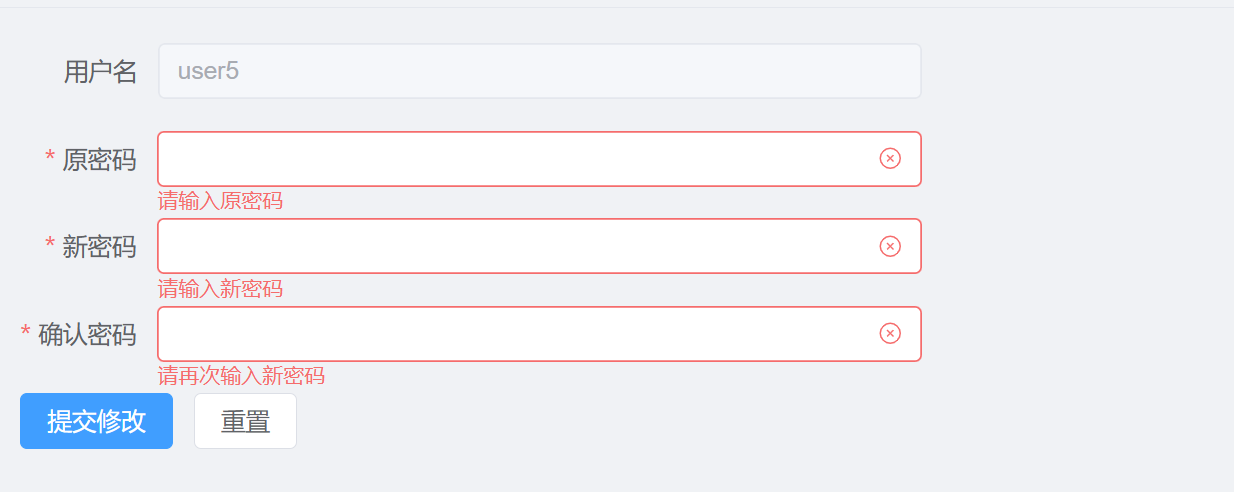 用户名 user5
* 原密码
请输入原密码
* 新密码
请输入新密码
* 确认密码
请再次输入新密码
提交修改 重置